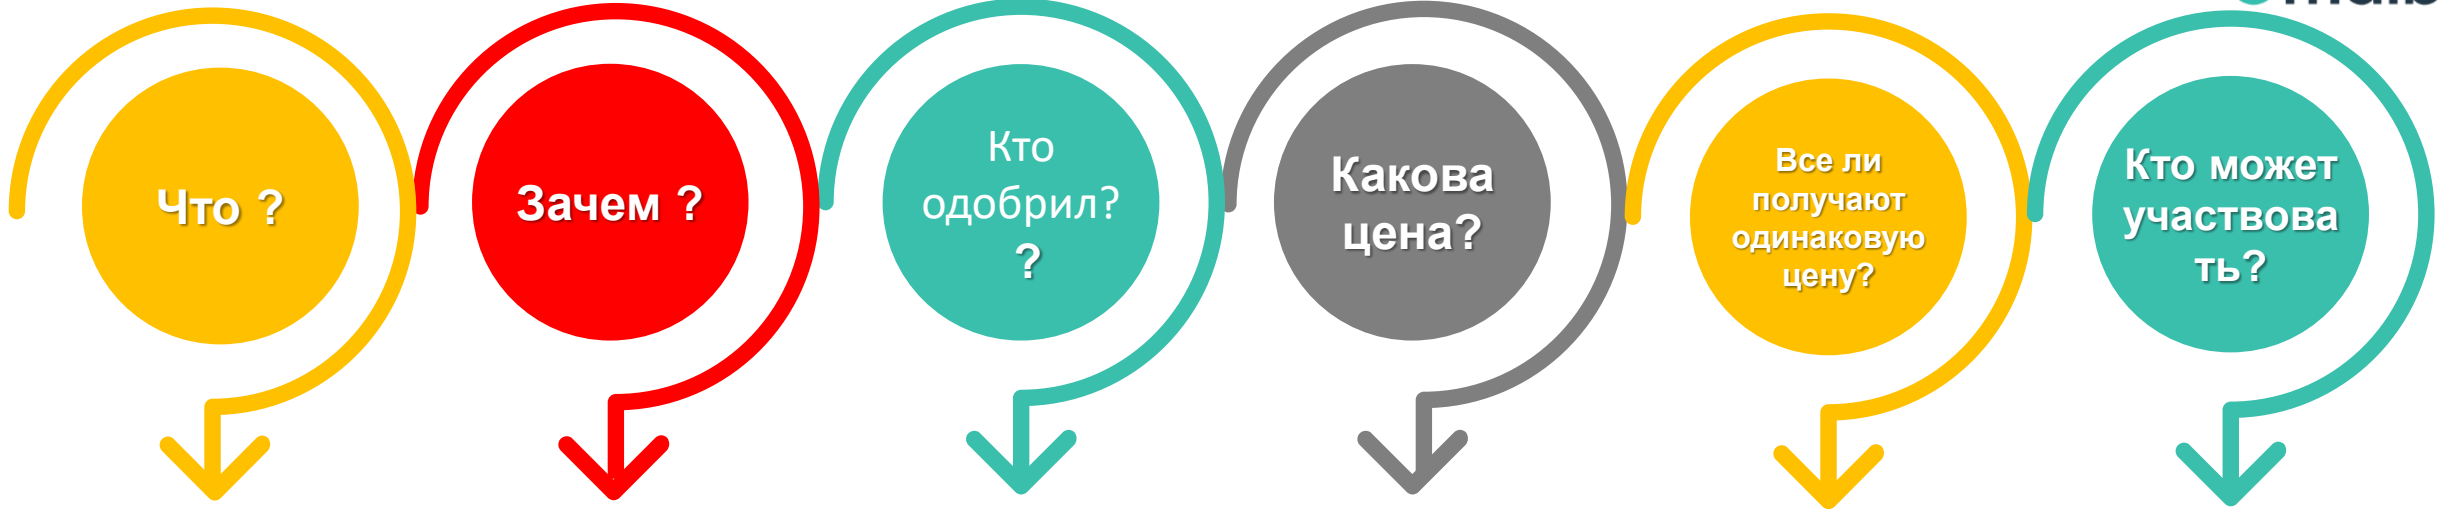 Что ?
Зачем ?
Кто
одобрил?
?
Какова
цена?
Все ли
получают
одинаковую
цену?
Кто может
участвова
ть?